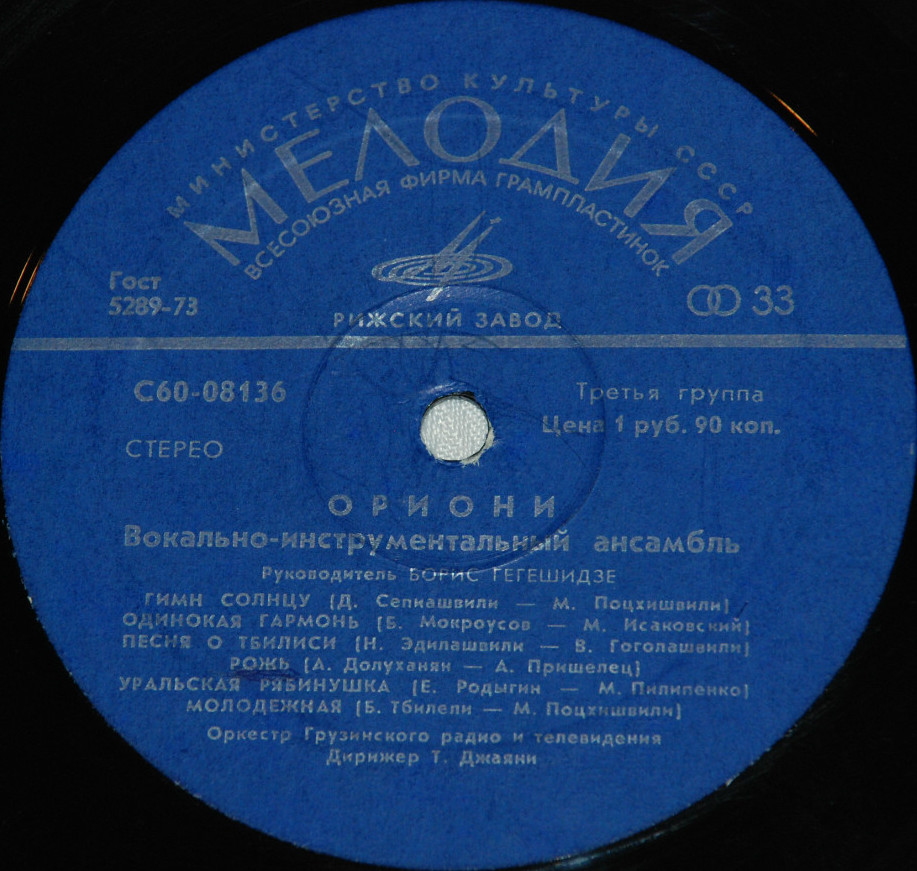 МИНИСТЕРСТВО КУЛЬТУРЫ СССР
МЕЛОДИЯ
ВСЕСОЮЗНАЯ ФИРМА ГРАМПЛАСТИНОК
Гост
5289-73
33
РИЖСКИЙ ЗАВОД
С60-08136
Третья группа
Цена 1 руб. 90 коп.
СТЕРЕО
ОРИОНИ
Вокально-инструментальный ансамбль
Руководитель БОРИС ГЕГЕШИДЗЕ
ГИМН СОЛНЦУ (Д. Сепиашвили — М. Поцхишвили)
ОДИНОКАЯ ГАРМОНЬ (Б. Мокроусов — М. Исаковский)
ПЕСНЯ О ТБИЛИСИ (Н. Эдилашвили — В. Гоголашвили)
РОЖЬ (А. Долуханян — А. Пришелец)
УРАЛЬСКАЯ РЯБИНУШКА (Е. Родыгин — М. Пилипенко)
МОЛОДЕЖНАЯ (Б. Тбилели — М. Поцхишвили)
Оркестр Грузинского радио и телевидения
Дирижер Т. Джаяни